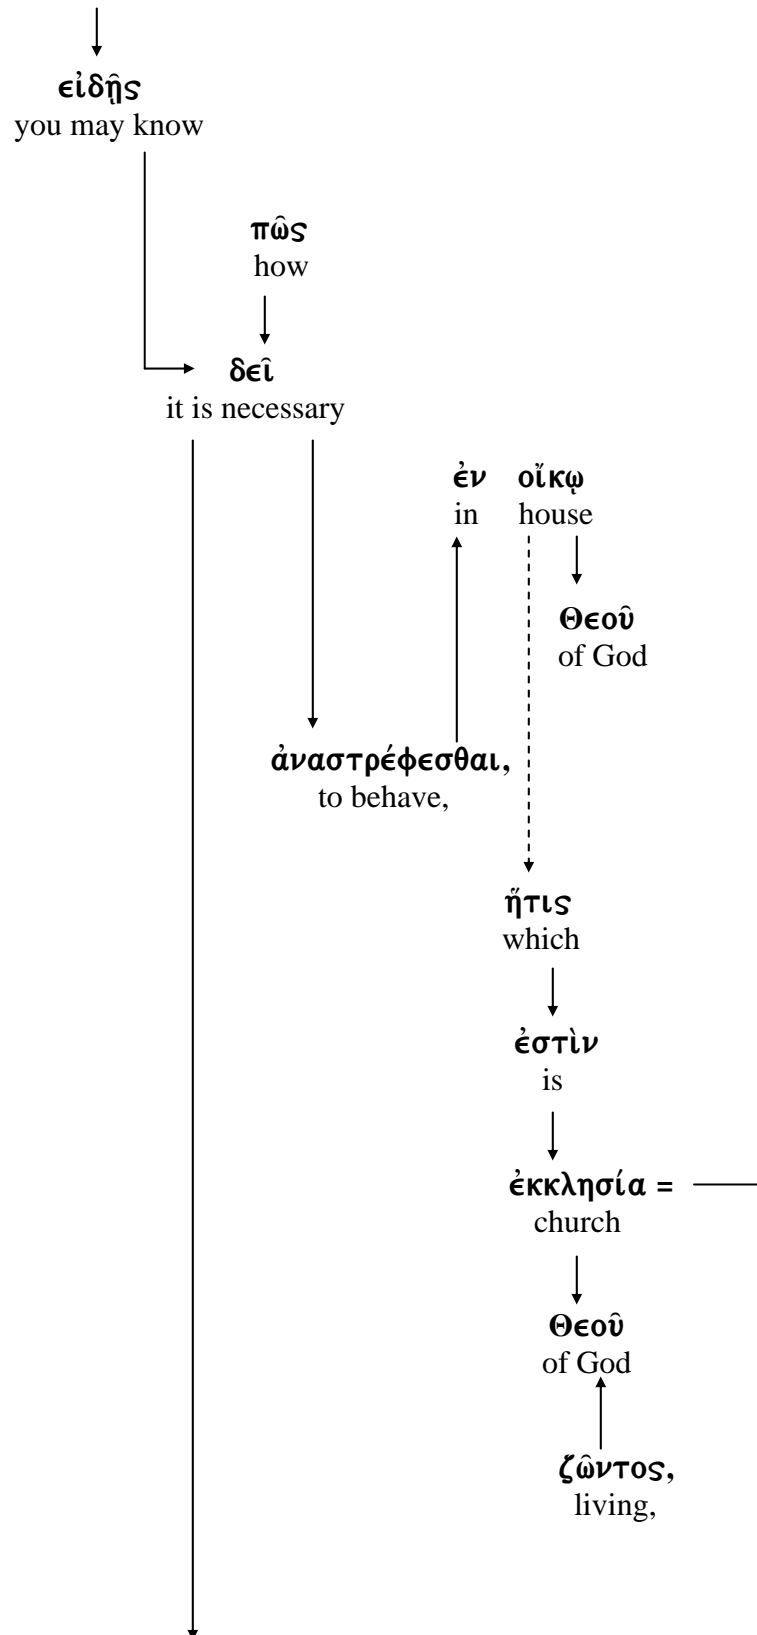 εἰδῇς
you may know
πῶς
how
δεῖ
it is necessary
ἐν οἴκῳ
in house
Θεοῦ
of God
ἀναστρέφεσθαι,
to behave,
ἥτις
which
ἐστὶν
is
ἐκκλησία =
church
Θεοῦ
of God
ζῶντος,
living,